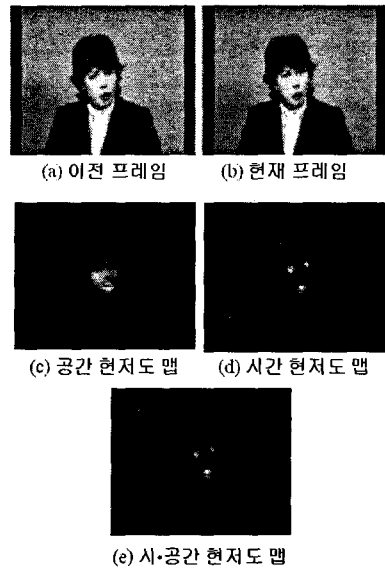 (a) 이전 프레임
(b) 현재 프레임
(c) 공간 현저도 맵
(d) 시간 현저도 맵
(e) 시•공간 현저도 맵